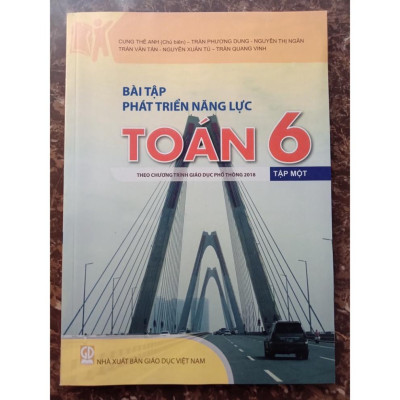 CUNG THẾ ANH (Chủ biên) – TRẦN PHƯƠNG DUNG – NGUYỄN THỊ NGÂN
TRẦN VĂN TẤN – NGUYỄN XUÂN TÚ – TRẦN QUANG VINH
BÀI TẬP
PHÁT TRIỂN NĂNG LỰC
TOÁN 6
THEO CHƯƠNG TRÌNH GIÁO DỤC PHỔ THÔNG 2018
TẬP MỘT
NHÀ XUẤT BẢN GIÁO DỤC VIỆT NAM